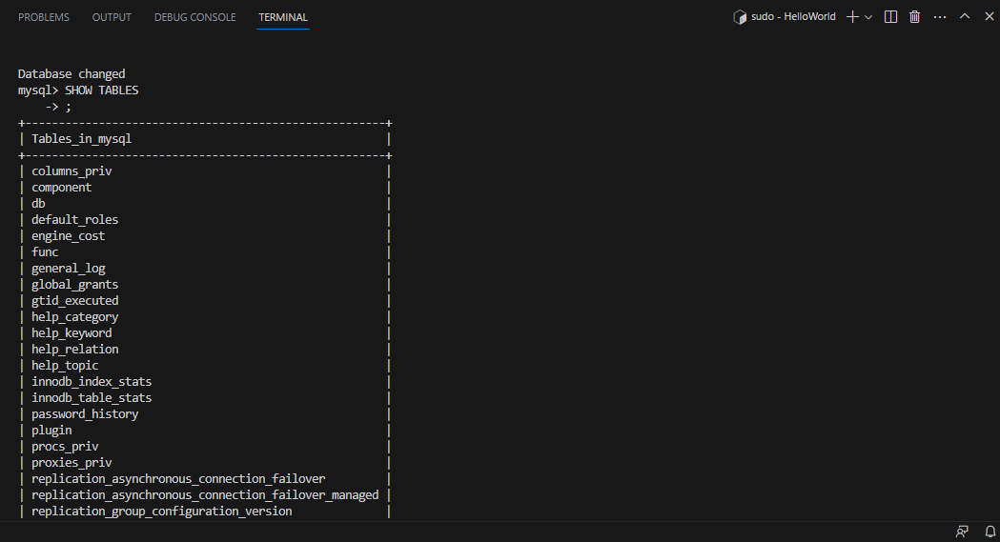 PROBLEMS OUTPUT DEBUG CONSOLE TERMINAL sudo - HelloWorld
Database changed
mysql> SHOW TABLES
    -> ;
+------------------------------------------------------+
| Tables_in_mysql                                      |
+------------------------------------------------------+
| columns_priv                                         |
| component                                            |
| db                                                   |
| default_roles                                        |
| engine_cost                                          |
| func                                                 |
| general_log                                          |
| global_grants                                        |
| gtid_executed                                        |
| help_category                                        |
| help_keyword                                         |
| help_relation                                        |
| help_topic                                           |
| innodb_index_stats                                   |
| innodb_table_stats                                   |
| password_history                                     |
| plugin                                               |
| procs_priv                                           |
| proxies_priv                                         |
| replication_asynchronous_connection_failover         |
| replication_asynchronous_connection_failover_managed |
| replication_group_configuration_version              |